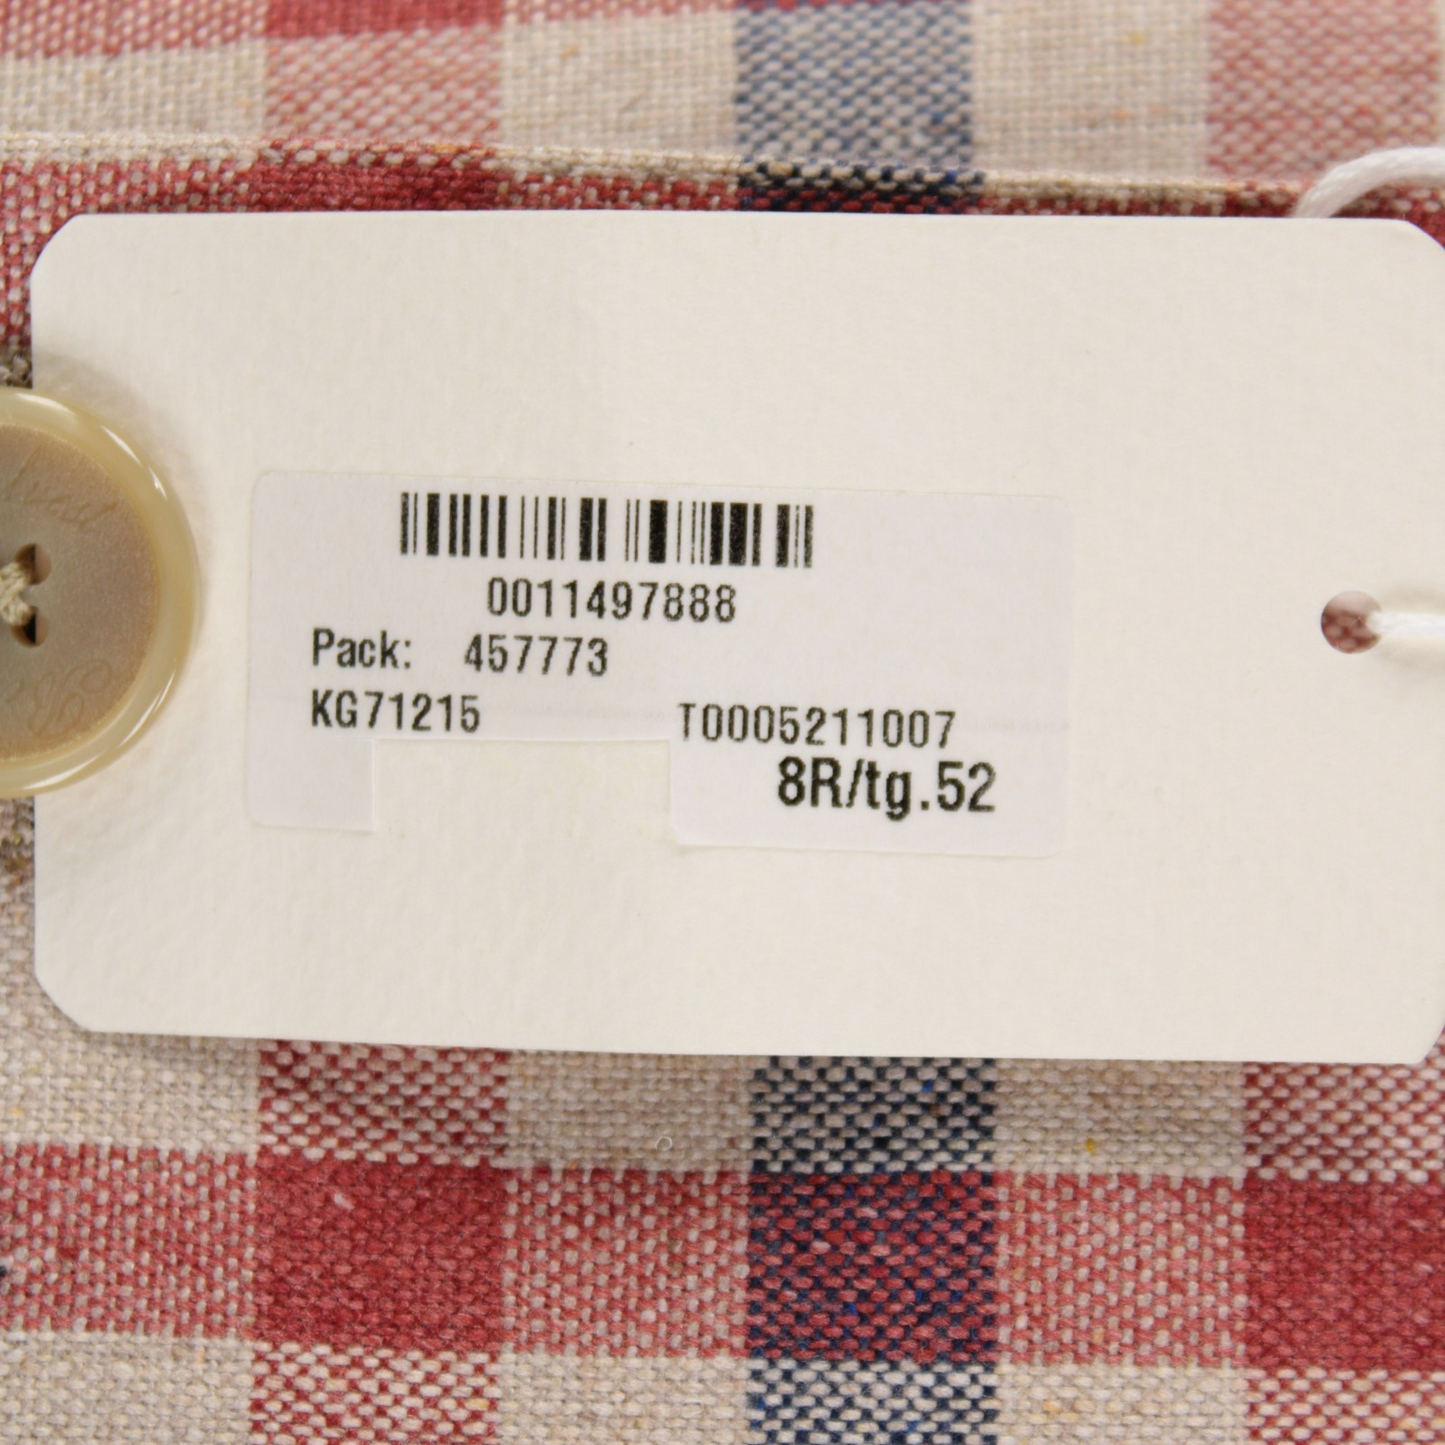 0011497888
Pack: 457773
KG71215 T0005211007
8R/tg.52